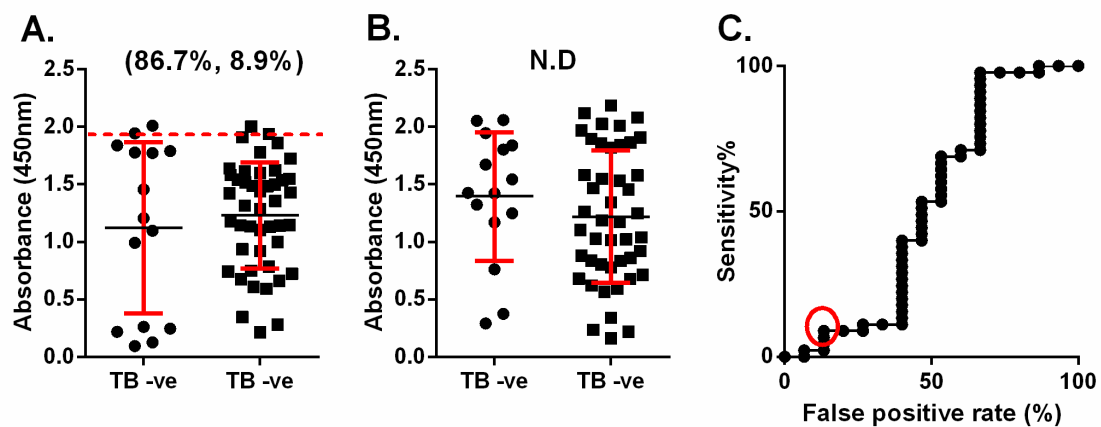 A.
(86.7%, 8.9%)
Absorbance (450nm)
2.5
2.0
1.5
1.0
0.5
0.0
TB -ve TB -ve
B.
N.D
Absorbance (450nm)
2.5
2.0
1.5
1.0
0.5
0.0
TB -ve TB -ve
C.
Sensitivity%
100
50
0
0 50 100
False positive rate (%)